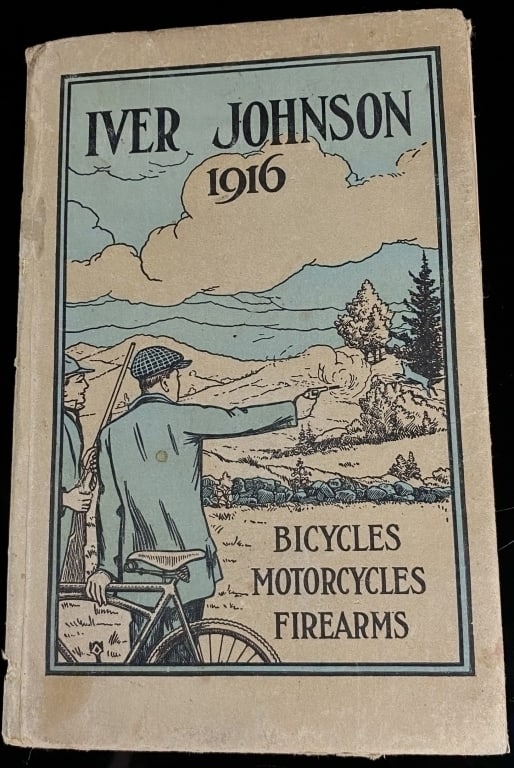 IVER JOHNSON
1916
BICYCLES
MOTORCYCLES
FIREARMS